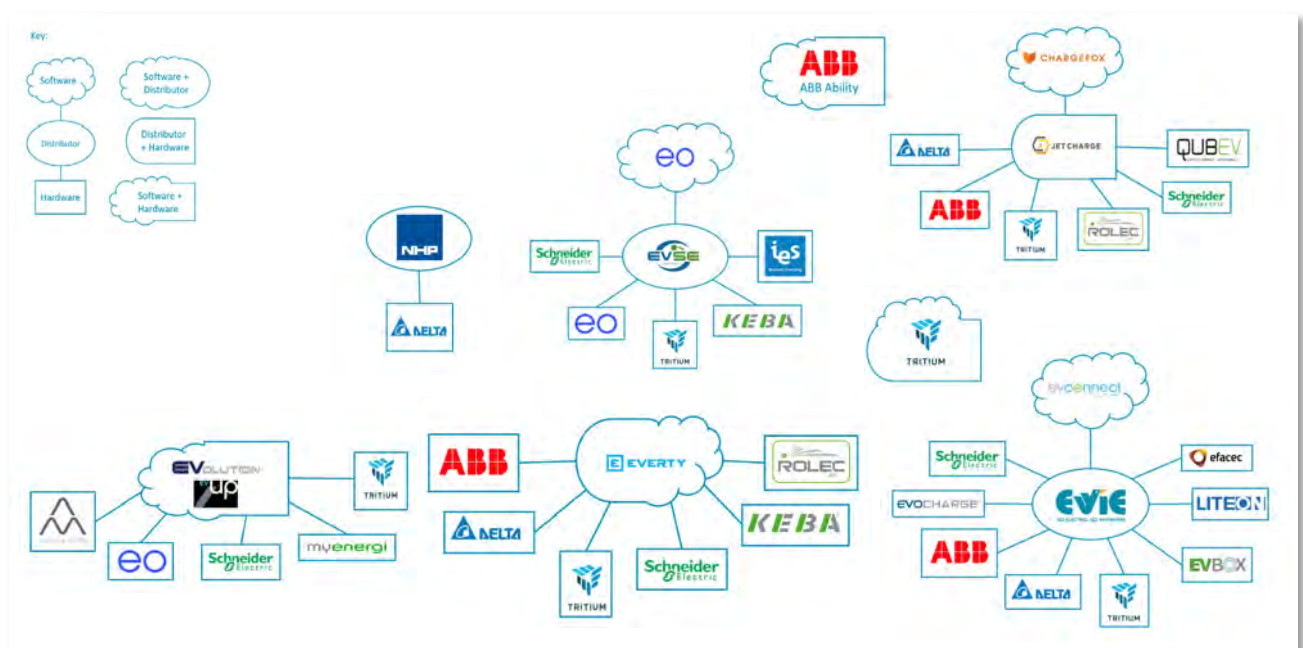 Key:
Software
Software +
Distributor
Distributor
Distributor
+ Hardware
Hardware
Software +
Hardware
ABB
ABB Ability
CHARGEFOX
DELTA
JETCHARGE
QUBEV
ABB
TRITIUM
ROLEC
Schneider
Electric
eo
NHP
DELTA
Schneider
Electric
EVSE
ies
eo
TRITIUM
KEBA
TRITIUM
evconnect
EVOLUTION
up
TRITIUM
eo
Schneider
Electric
myenergi
ABB
EVERTY
ROLEC
DELTA
KEBA
TRITIUM
Schneider
Electric
Schneider
Electric
efacec
EVOCHARGE
EViE
LITEON
ABB
EVBOX
DELTA
TRITIUM